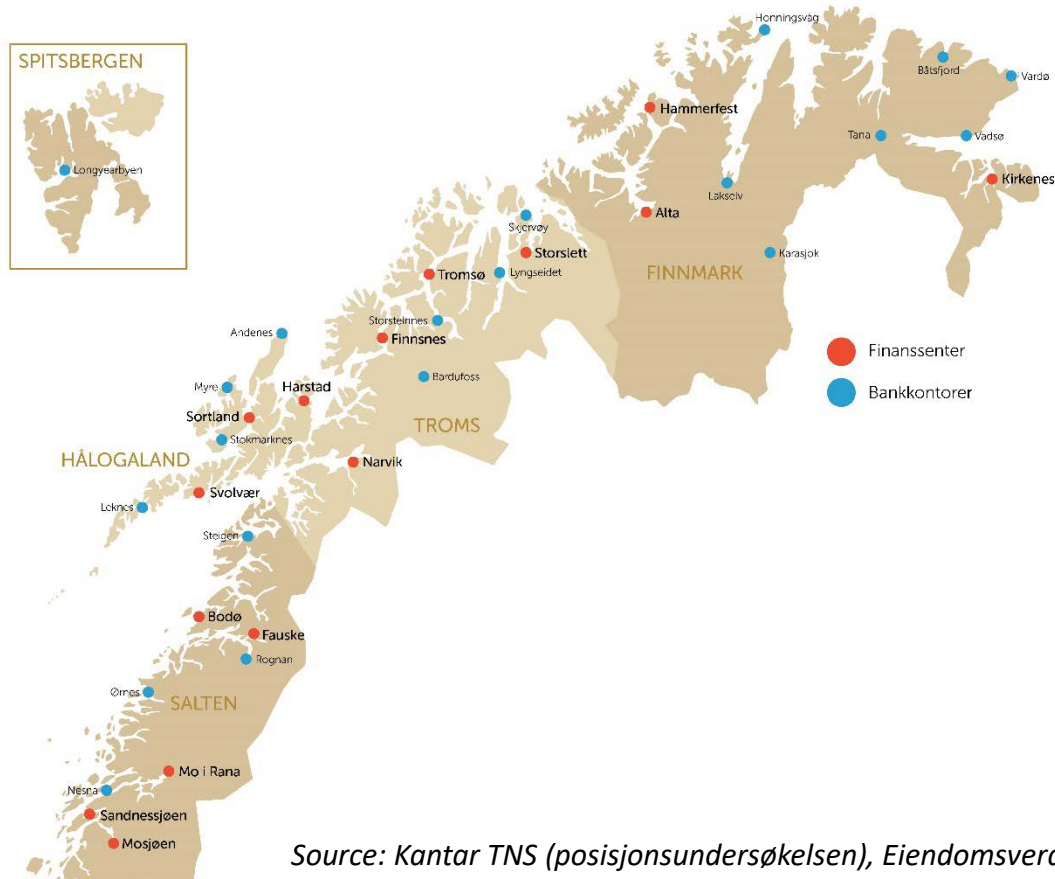 SPITSBERGEN
Longyearbyen
Honningsvåg
Båtsfjord
Vardø
Hammerfest
Tana
Vadsø
Kirkenes
Lakselv
Alta
Skjervøy
Storslett
Karasjok
Lyngseidet
Tromsø
FINNMARK
Storsteinnes
Andenes
Finnsnes
Finanssenter
Bardufoss
Myre
Harstad
Bankkontorer
Sortland
TROMS
Stokmarknes
HÅLOGALAND
Narvik
Svolvær
Leknes
Steigen
Bodø
Fauske
Rognan
Ørnes
SALTEN
Mo i Rana
Nesna
Sandnessjøen
Mosjøen
Source: Kantar TNS (posisjonsundersøkelsen), Eiendomsverd